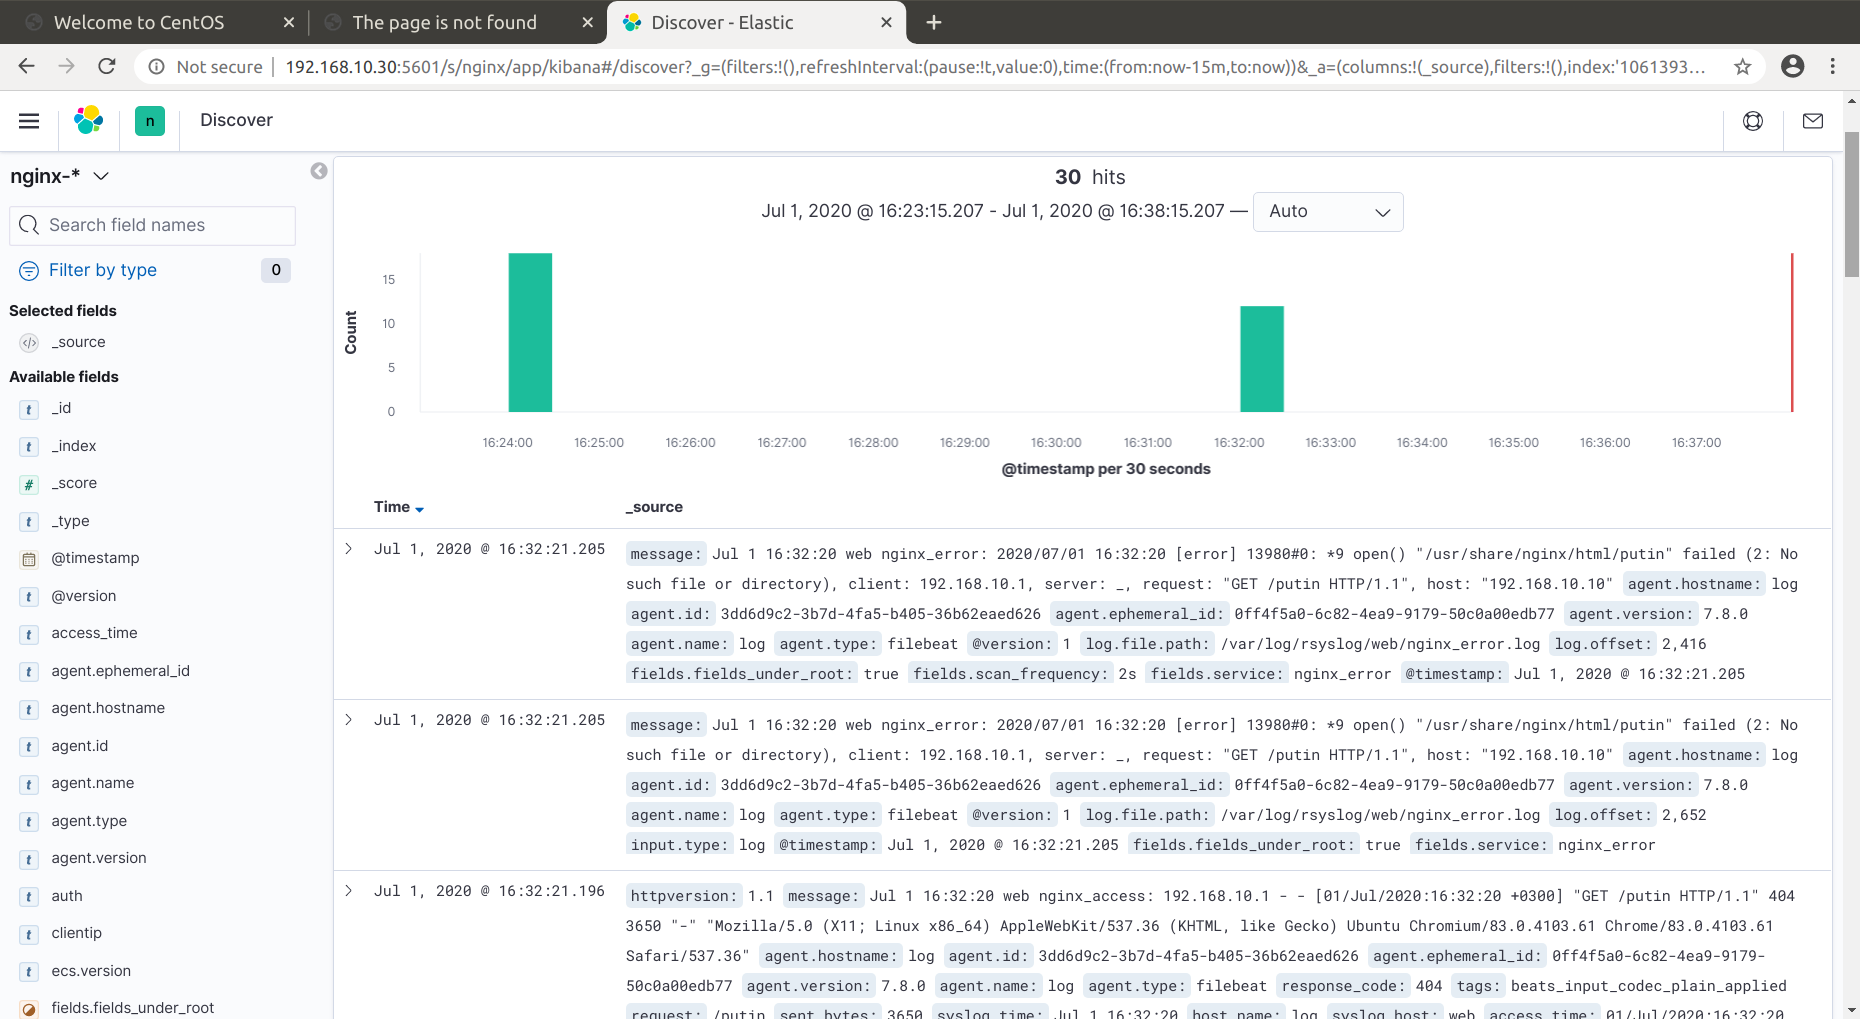 Welcome to CentOS
The page is not found
Discover - Elastic
Not secure
192.168.10.30:5601/s/nginx/app/kibana#/discover?_g=(filters:!(),refreshInterval:(pause:!t,value:0),time:(from:now-15m,to:now))&_a=(columns:!(_source),filters:!(),index:'1061393...
n
Discover
nginx-*
Search field names
Filter by type
0
Selected fields
_source
Available fields
_id
_index
_score
_type
@timestamp
@version
access_time
agent.ephemeral_id
agent.hostname
agent.id
agent.name
agent.type
agent.version
auth
clientip
ecs.version
fields.fields_under_root
30 hits
Jul 1, 2020 @ 16:23:15.207 - Jul 1, 2020 @ 16:38:15.207 —
Auto
Count
15
10
5
0
16:24:00 16:25:00 16:26:00 16:27:00 16:28:00 16:29:00 16:30:00 16:31:00 16:32:00 16:33:00 16:34:00 16:35:00 16:36:00 16:37:00
@timestamp per 30 seconds
Time _source
Jul 1, 2020 @ 16:32:21.205
message: Jul 1 16:32:20 web nginx_error: 2020/07/01 16:32:20 [error] 13980#0: *9 open() "/usr/share/nginx/html/putin" failed (2: No
such file or directory), client: 192.168.10.1, server: _, request: "GET /putin HTTP/1.1", host: "192.168.10.10" agent.hostname: log
agent.id: 3dd6d9c2-3b7d-4fa5-b405-36b62eaed626 agent.ephemeral_id: 0ff4f5a0-6c82-4ea9-9179-50c0a00edb77 agent.version: 7.8.0
agent.name: log agent.type: filebeat @version: 1 log.file.path: /var/log/rsyslog/web/nginx_error.log log.offset: 2,416
fields.fields_under_root: true fields.scan_frequency: 2s fields.service: nginx_error @timestamp: Jul 1, 2020 @ 16:32:21.205
Jul 1, 2020 @ 16:32:21.205
message: Jul 1 16:32:20 web nginx_error: 2020/07/01 16:32:20 [error] 13980#0: *9 open() "/usr/share/nginx/html/putin" failed (2: No
such file or directory), client: 192.168.10.1, server: _, request: "GET /putin HTTP/1.1", host: "192.168.10.10" agent.hostname: log
agent.id: 3dd6d9c2-3b7d-4fa5-b405-36b62eaed626 agent.ephemeral_id: 0ff4f5a0-6c82-4ea9-9179-50c0a00edb77 agent.version: 7.8.0
agent.name: log agent.type: filebeat @version: 1 log.file.path: /var/log/rsyslog/web/nginx_error.log log.offset: 2,652
input.type: log @timestamp: Jul 1, 2020 @ 16:32:21.205 fields.fields_under_root: true fields.service: nginx_error
Jul 1, 2020 @ 16:32:21.196
httpversion: 1.1 message: Jul 1 16:32:20 web nginx_access: 192.168.10.1 - - [01/Jul/2020:16:32:20 +0300] "GET /putin HTTP/1.1" 404
3650 "-" "Mozilla/5.0 (X11; Linux x86_64) AppleWebKit/537.36 (KHTML, like Gecko) Ubuntu Chromium/83.0.4103.61 Chrome/83.0.4103.61
Safari/537.36" agent.hostname: log agent.id: 3dd6d9c2-3b7d-4fa5-b405-36b62eaed626 agent.ephemeral_id: 0ff4f5a0-6c82-4ea9-9179-
50c0a00edb77 agent.version: 7.8.0 agent.name: log agent.type: filebeat response_code: 404 tags: beats_input_codec_plain_applied
request: /putin sent_bytes: 3650 syslog_time: Jul 1 16:32:20 host_name: log syslog_host: web access_time: 01/Jul/2020:16:32:20